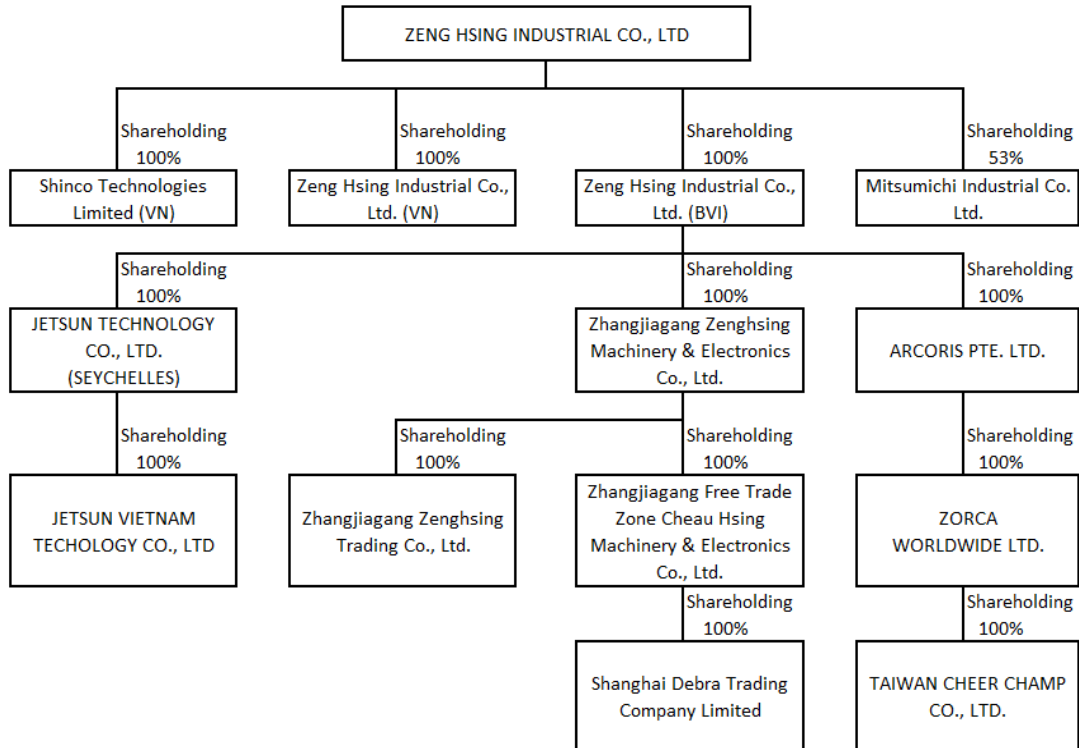 ZENG HSING INDUSTRIAL CO., LTD
Shareholding
100%
Shareholding
100%
Shareholding
100%
Shareholding
53%
Shinco Technologies
Limited (VN)
Zeng Hsing Industrial Co.,
Ltd. (VN)
Zeng Hsing Industrial Co.,
Ltd. (BVI)
Mitsumichi Industrial Co.
Ltd.
Shareholding
100%
Shareholding
100%
Shareholding
100%
JETSUN TECHNOLOGY
CO., LTD.
(SEYCHELLES)
Zhangjiagang Zenghsing
Machinery & Electronics
Co., Ltd.
ARCORIS PTE. LTD.
Shareholding
100%
Shareholding
100%
Shareholding
100%
Shareholding
100%
JETSUN VIETNAM
TECHOLOGY CO., LTD
Zhangjiagang Zenghsing
Trading Co., Ltd.
Zhangjiagang Free Trade
Zone Cheau Hsing
Machinery & Electronics
Co., Ltd.
ZORCA
WORLDWIDE LTD.
Shareholding
100%
Shareholding
100%
Shanghai Debra Trading
Company Limited
TAIWAN CHEER CHAMP
CO., LTD.